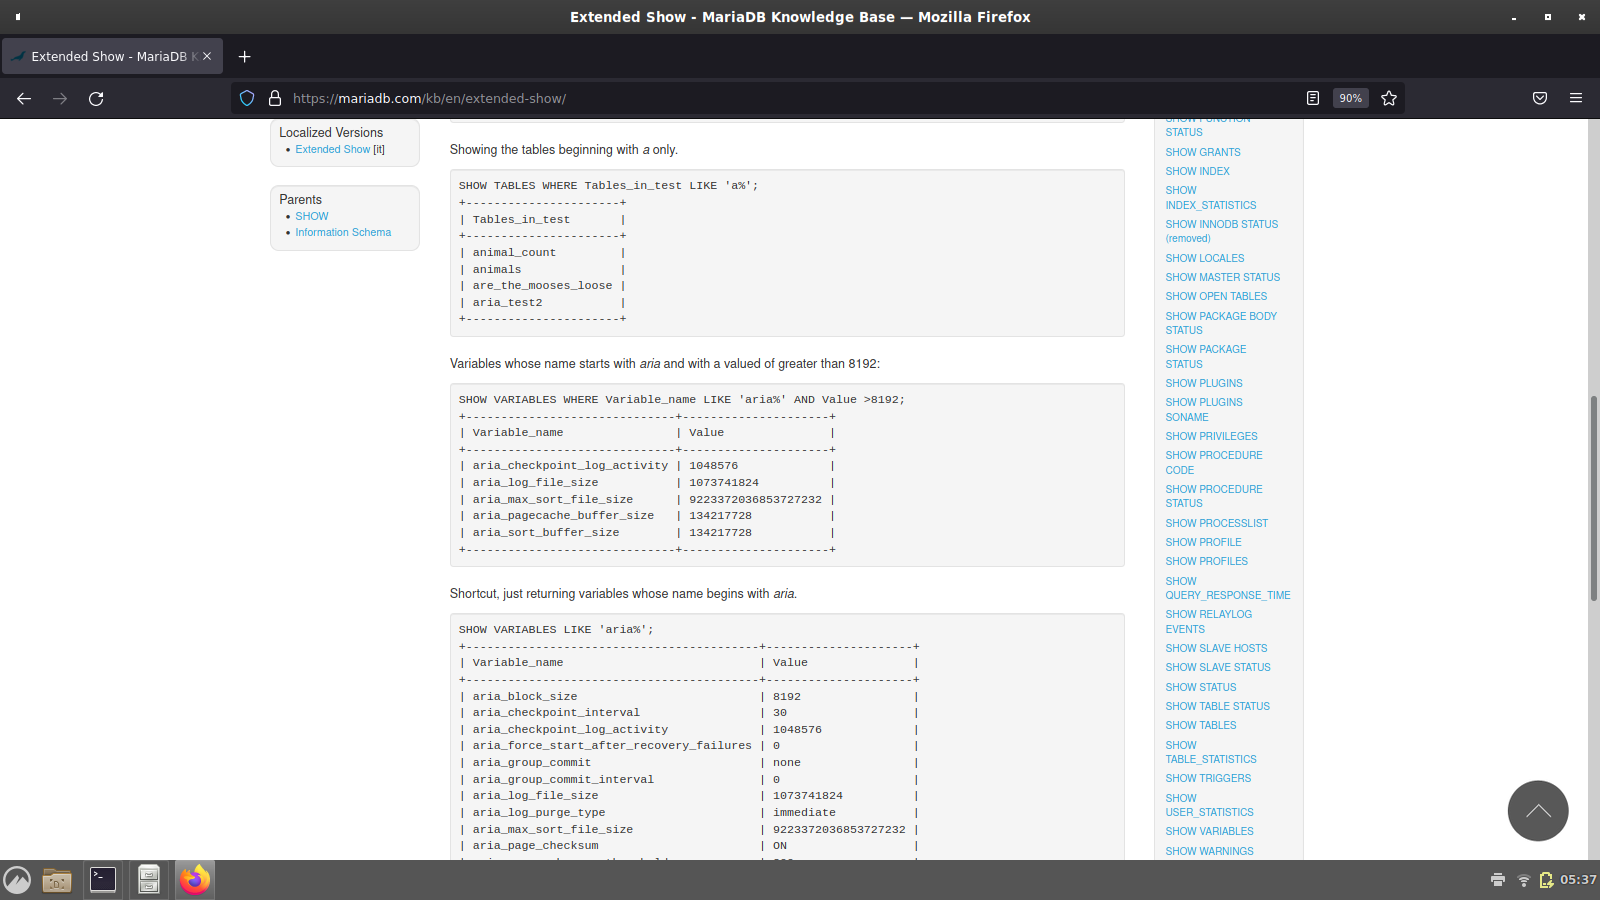 Extended Show - MariaDB Knowledge Base — Mozilla Firefox
Extended Show - MariaDB K
https://mariadb.com/kb/en/extended-show/
90%
Localized Versions
Extended Show [it]
Parents
SHOW
Information Schema
Showing the tables beginning with a only.
SHOW TABLES WHERE Tables_in_test LIKE 'a%';
+----------------------+
| Tables_in_test       |
+----------------------+
| animal_count         |
| animals              |
| are_the_mooses_loose |
| aria_test2           |
+----------------------+
Variables whose name starts with aria and with a valued of greater than 8192:
SHOW VARIABLES WHERE Variable_name LIKE 'aria%' AND Value >8192;
+------------------------------+---------------------+
| Variable_name                | Value               |
+------------------------------+---------------------+
| aria_checkpoint_log_activity | 1048576             |
| aria_log_file_size           | 1073741824          |
| aria_max_sort_file_size      | 9223372036853727232 |
| aria_pagecache_buffer_size   | 134217728           |
| aria_sort_buffer_size        | 134217728           |
+------------------------------+---------------------+
Shortcut, just returning variables whose name begins with aria.
SHOW VARIABLES LIKE 'aria%';
+------------------------------------------+---------------------+
| Variable_name                            | Value               |
+------------------------------------------+---------------------+
| aria_block_size                          | 8192                |
| aria_checkpoint_interval                 | 30                  |
| aria_checkpoint_log_activity             | 1048576             |
| aria_force_start_after_recovery_failures | 0                   |
| aria_group_commit                        | none                |
| aria_group_commit_interval               | 0                   |
| aria_log_file_size                       | 1073741824          |
| aria_log_purge_type                      | immediate           |
| aria_max_sort_file_size                  | 9223372036853727232 |
| aria_page_checksum                       | ON                  |
SHOW FUNCTION
STATUS
SHOW GRANTS
SHOW INDEX
SHOW
INDEX_STATISTICS
SHOW INNODB STATUS
(removed)
SHOW LOCALES
SHOW MASTER STATUS
SHOW OPEN TABLES
SHOW PACKAGE BODY
STATUS
SHOW PACKAGE
STATUS
SHOW PLUGINS
SHOW PLUGINS
SONAME
SHOW PRIVILEGES
SHOW PROCEDURE
CODE
SHOW PROCEDURE
STATUS
SHOW PROCESSLIST
SHOW PROFILE
SHOW PROFILES
SHOW
QUERY_RESPONSE_TIME
SHOW RELAYLOG
EVENTS
SHOW SLAVE HOSTS
SHOW SLAVE STATUS
SHOW STATUS
SHOW TABLE STATUS
SHOW TABLES
SHOW
TABLE_STATISTICS
SHOW TRIGGERS
SHOW
USER_STATISTICS
SHOW VARIABLES
SHOW WARNINGS
05:37